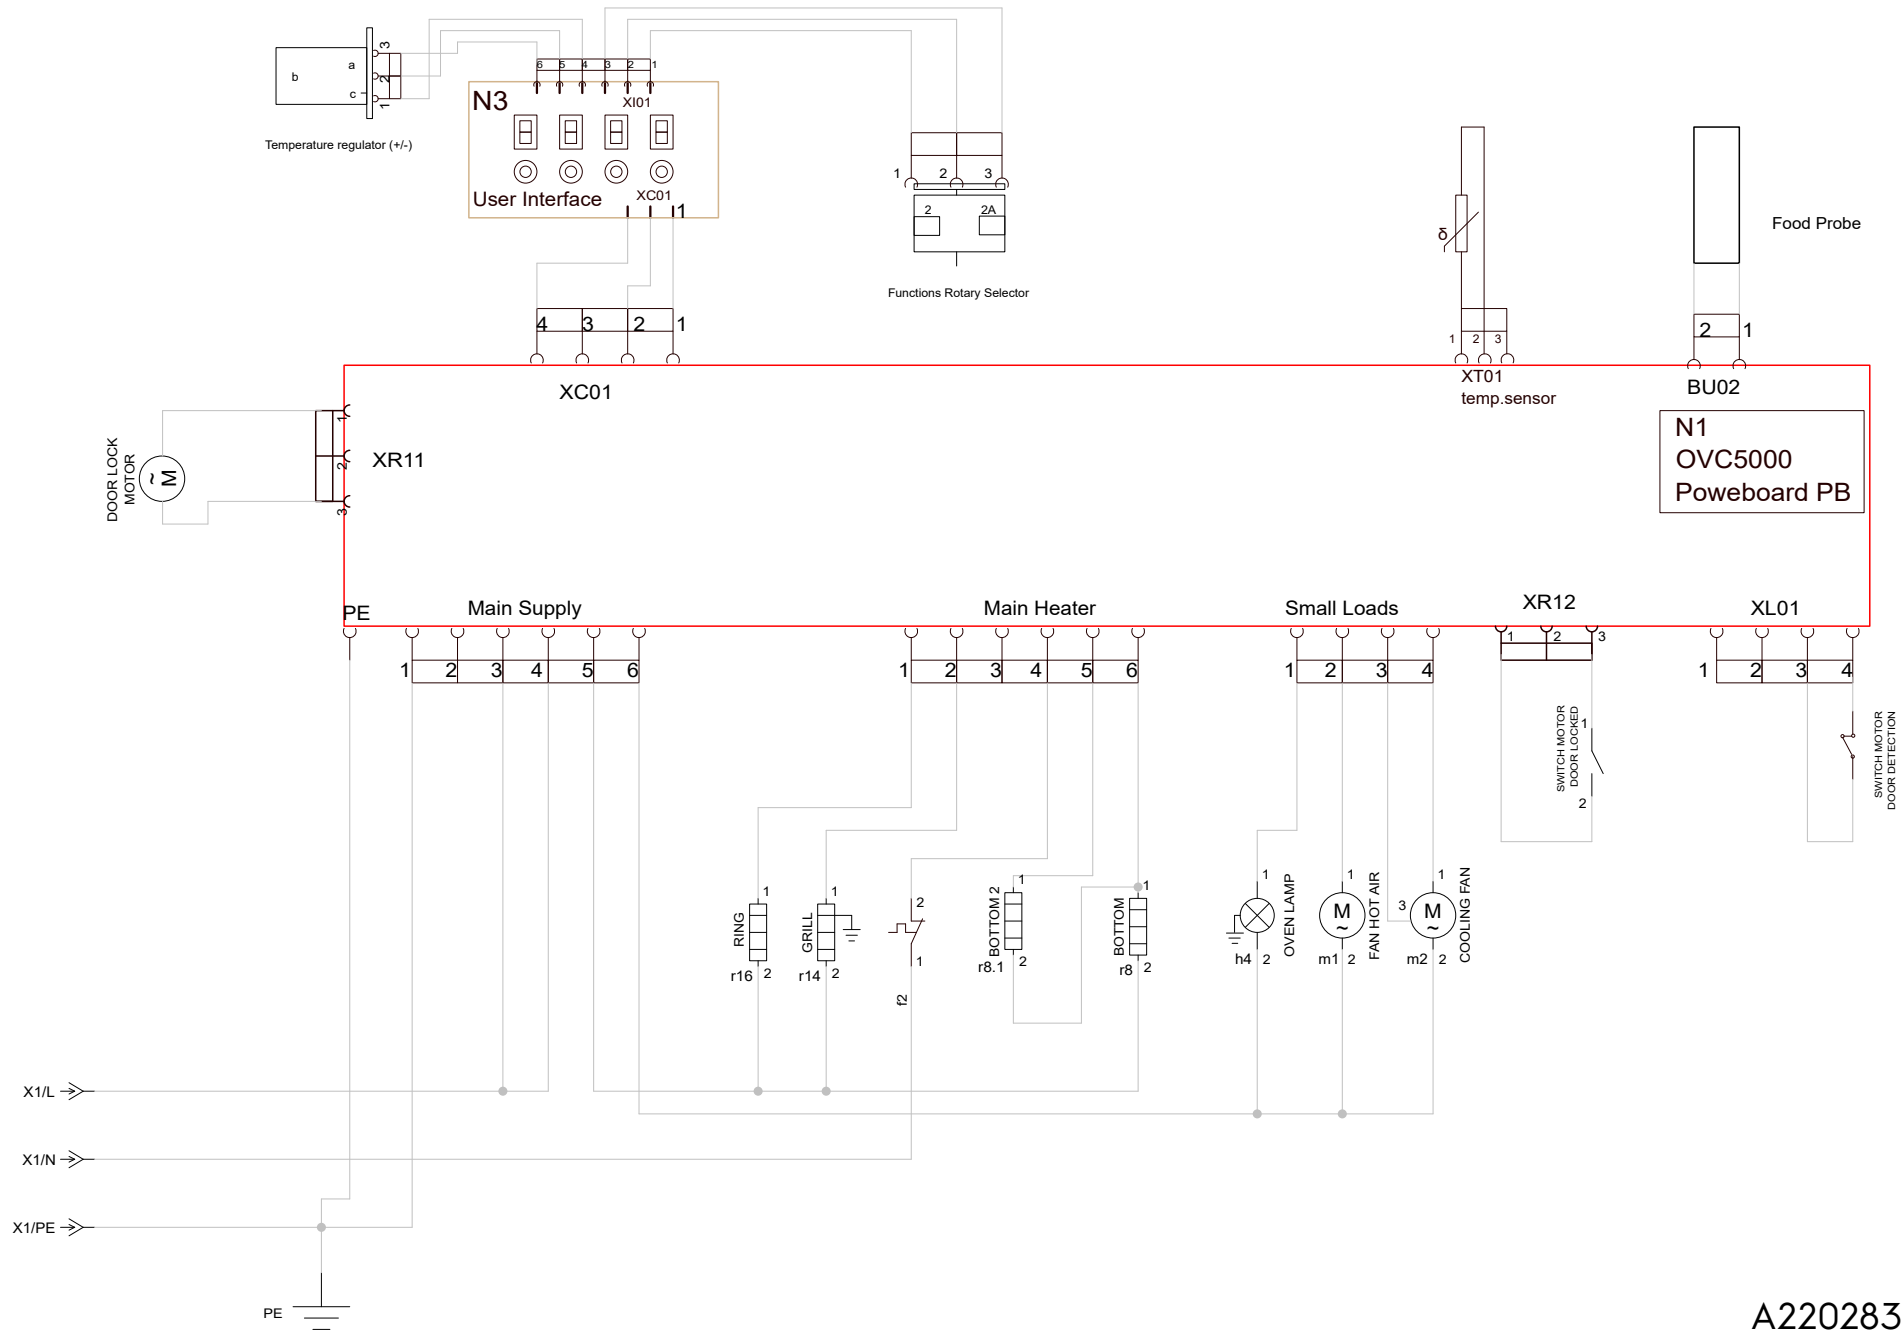 3
a
b
2
c
1
Temperature regulator (+/-)
6 5 4 3 2 1
N3
XI01
User Interface
XC01
1
1 2 3
2 2A
Functions Rotary Selector
δ
Food Probe
4 3 2 1
1 2 3
2 1
XC01
XT01
temp.sensor
BU02
N1
OVC5000
Poweboard PB
DOOR LOCK
MOTOR
M
~
1
2
3
XR11
PE
Main Supply
Main Heater
Small Loads
XR12
XL01
1 2 3 4 5 6
1 2 3 4 5 6
1 2 3 4
1 2 3
1 2 3 4
SWITCH MOTOR
DOOR LOCKED
1
2
SWITCH MOTOR
DOOR DETECTION
1
RING
r16 2
1
GRILL
r14 2
2
1
f2
1
BOTTOM 2
r8.1 2
1
BOTTOM
r8 2
1
OVEN LAMP
h4 2
1
M
~
FAN HOT AIR
m1 2
1
3
M
~
COOLING FAN
m2 2
X1/L
X1/N
X1/PE
PE
A220283